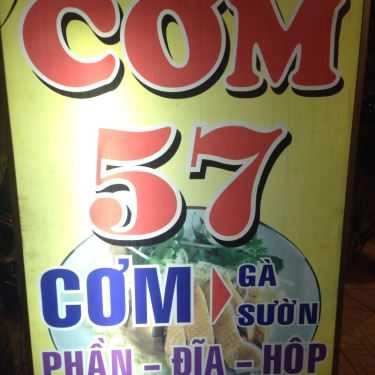 CƠM
57
CƠM GÀ
SƯỜN
PHẦN - ĐĨA - HỘP